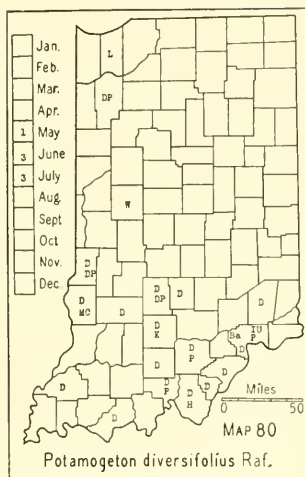 Jan.
Feb.
Mar.
Apr.
1 May
3 June
3 July
Aug.
Sept
Oct
Nov.
Dec.
L
DP
W
D
DP
D
MC
D
D
DP
D
D
K
D
D
P
D
Ba
IU
P
D
D
D
P
D
H
D
D
D
Miles
0 50
MAP 80
Potamogeton diversifolius Raf.